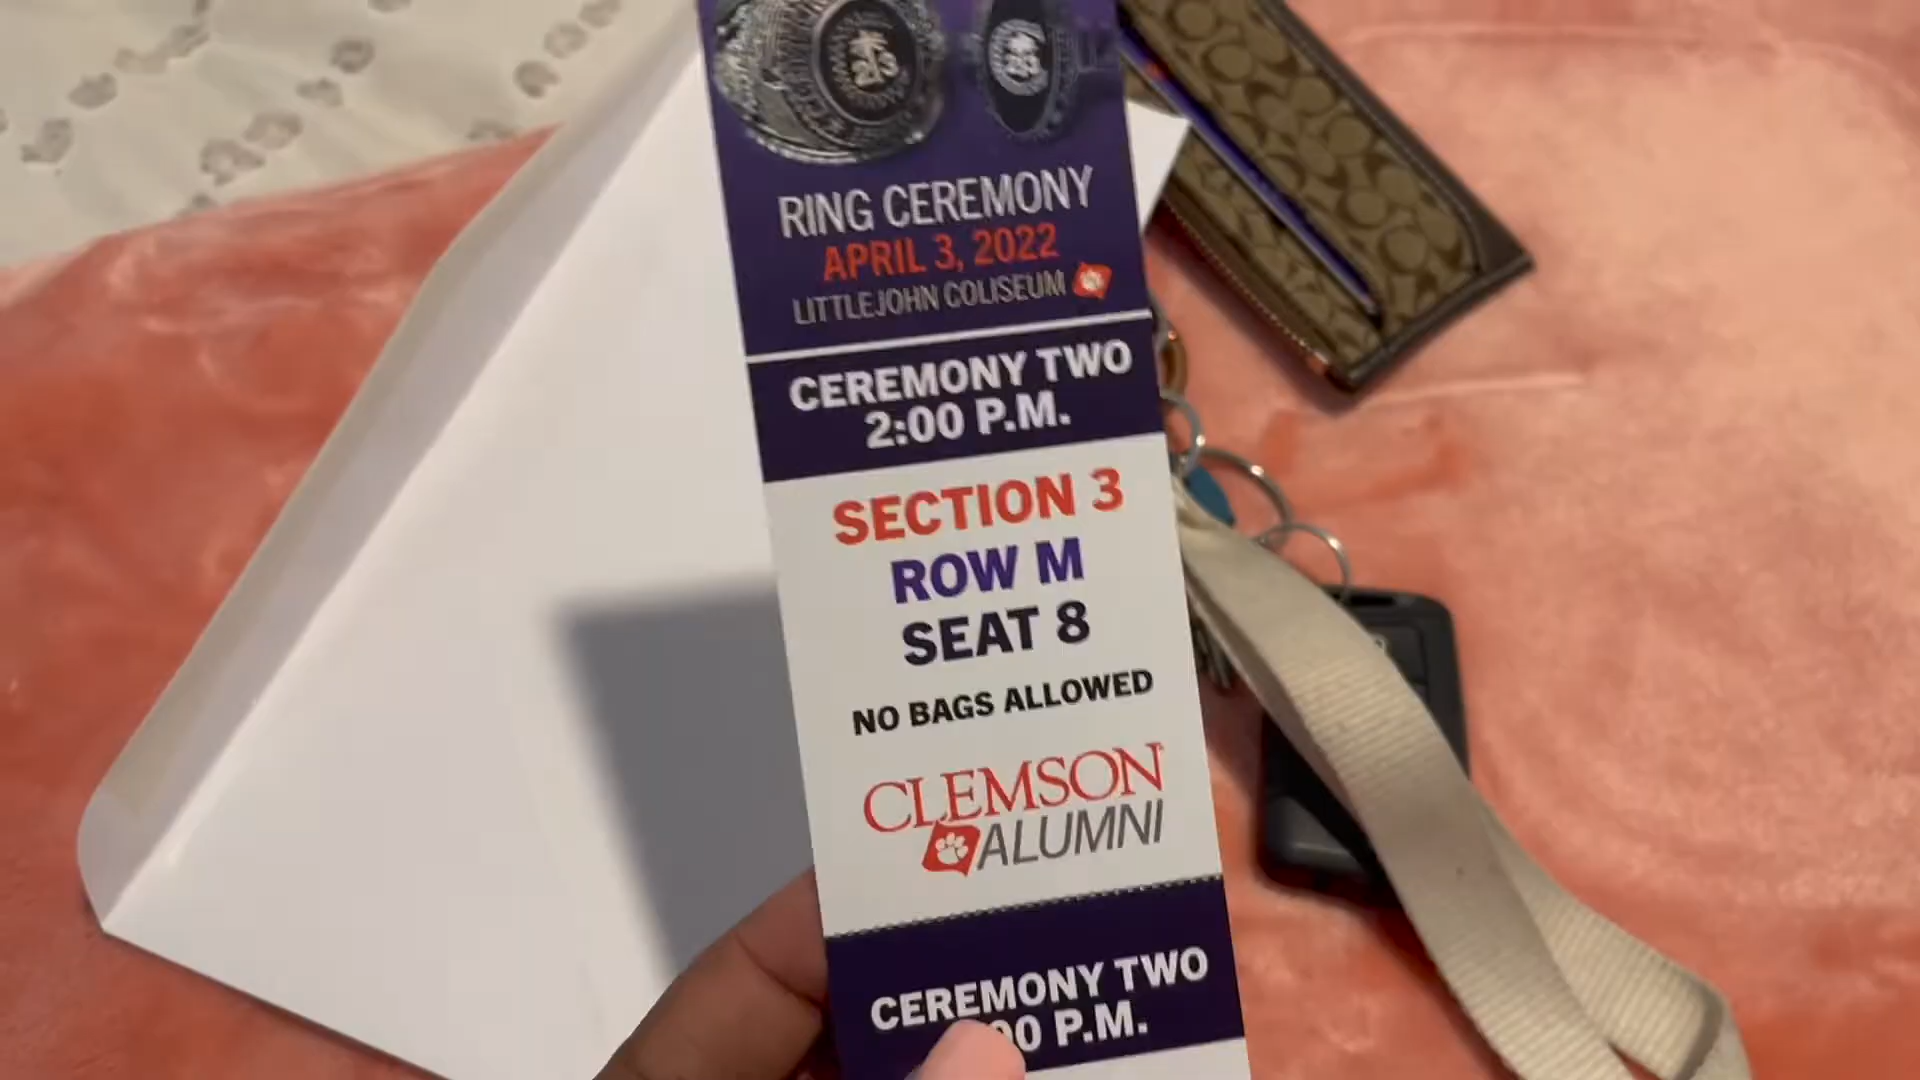 RING CEREMONY
APRIL 3, 2022
LITTLEJOHN COLISEUM
CEREMONY TWO
2:00 P.M.
SECTION 3
ROW M
SEAT 8
NO BAGS ALLOWED
CLEMSON
ALUMNI
CEREMONY TWO
00 P.M.